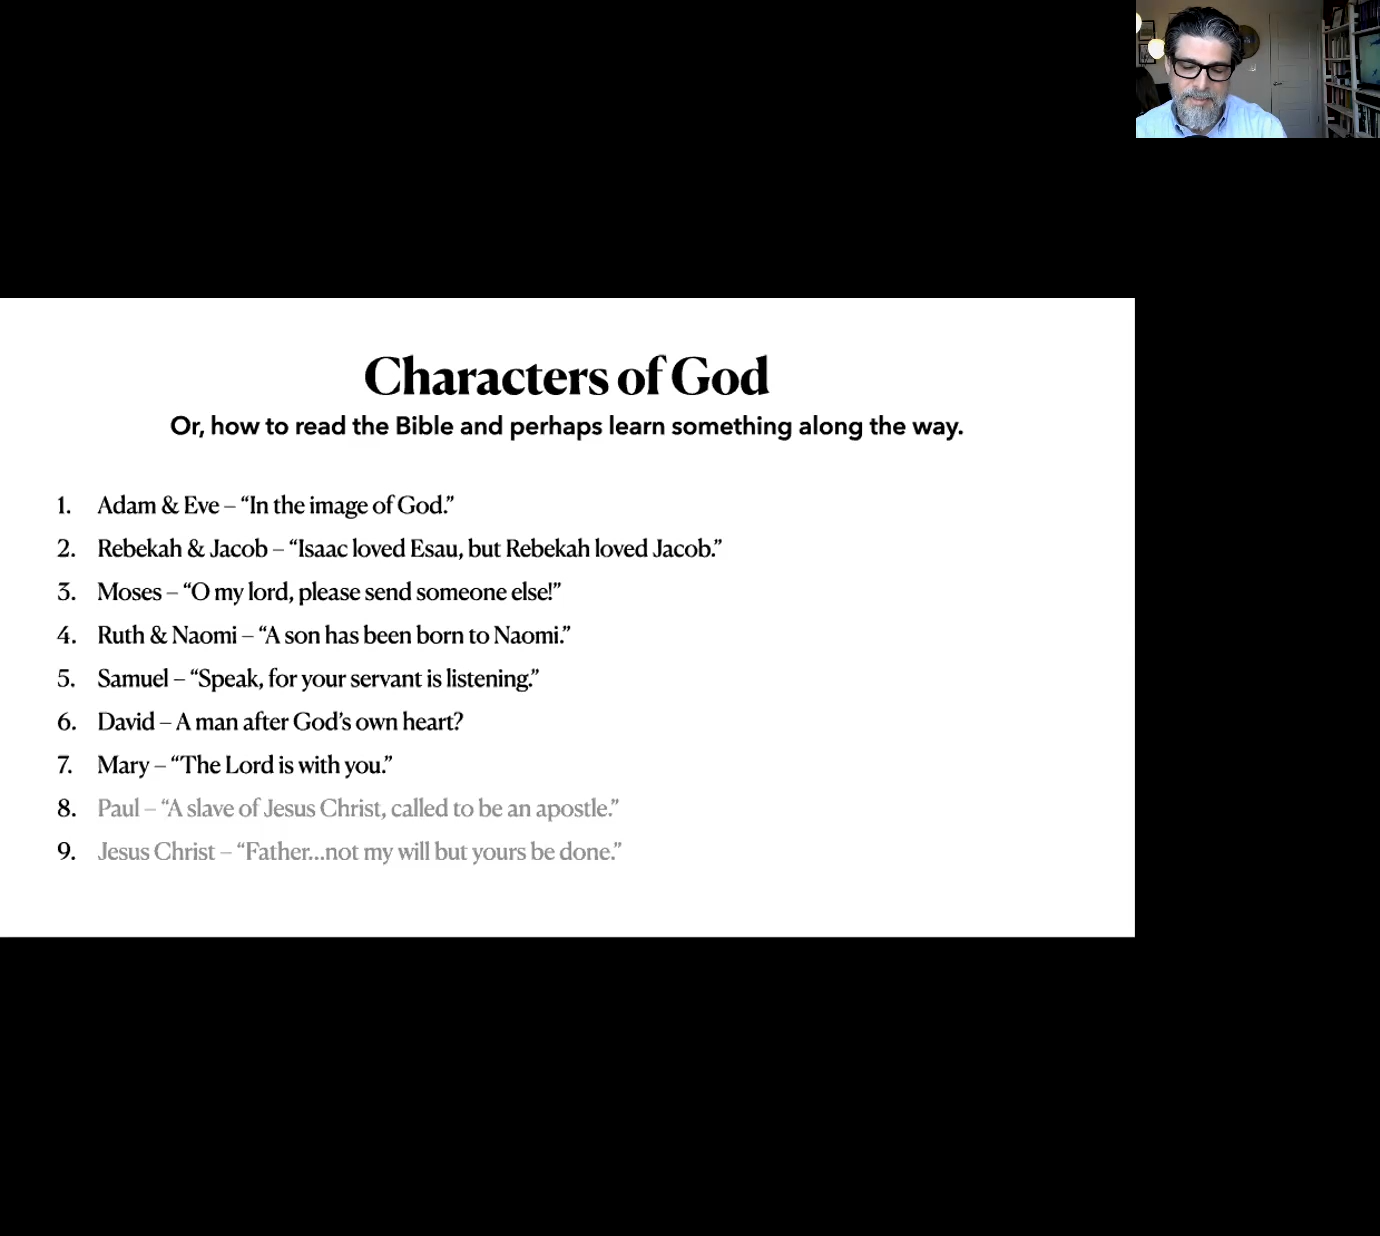 Characters of God
Or, how to read the Bible and perhaps learn something along the way.
1. Adam & Eve – “In the image of God.”
2. Rebekah & Jacob – “Isaac loved Esau, but Rebekah loved Jacob.”
3. Moses – “O my lord, please send someone else!”
4. Ruth & Naomi – “A son has been born to Naomi.”
5. Samuel – “Speak, for your servant is listening.”
6. David – A man after God’s own heart?
7. Mary – “The Lord is with you.”
8. Paul – “A slave of Jesus Christ, called to be an apostle.”
9. Jesus Christ – “Father...not my will but yours be done.”